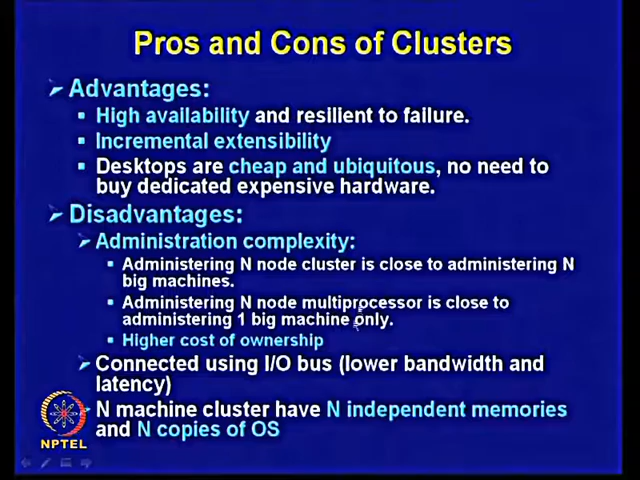 Pros and Cons of Clusters
Advantages:
High availability and resilient to failure.
Incremental extensibility
Desktops are cheap and ubiquitous, no need to
buy dedicated expensive hardware.
Disadvantages:
Administration complexity:
Administering N node cluster is close to administering N
big machines.
Administering N node multiprocessor is close to
administering 1 big machine only.
Higher cost of ownership
Connected using I/O bus (lower bandwidth and
latency)
N machine cluster have N independent memories
and N copies of OS
NPTEL